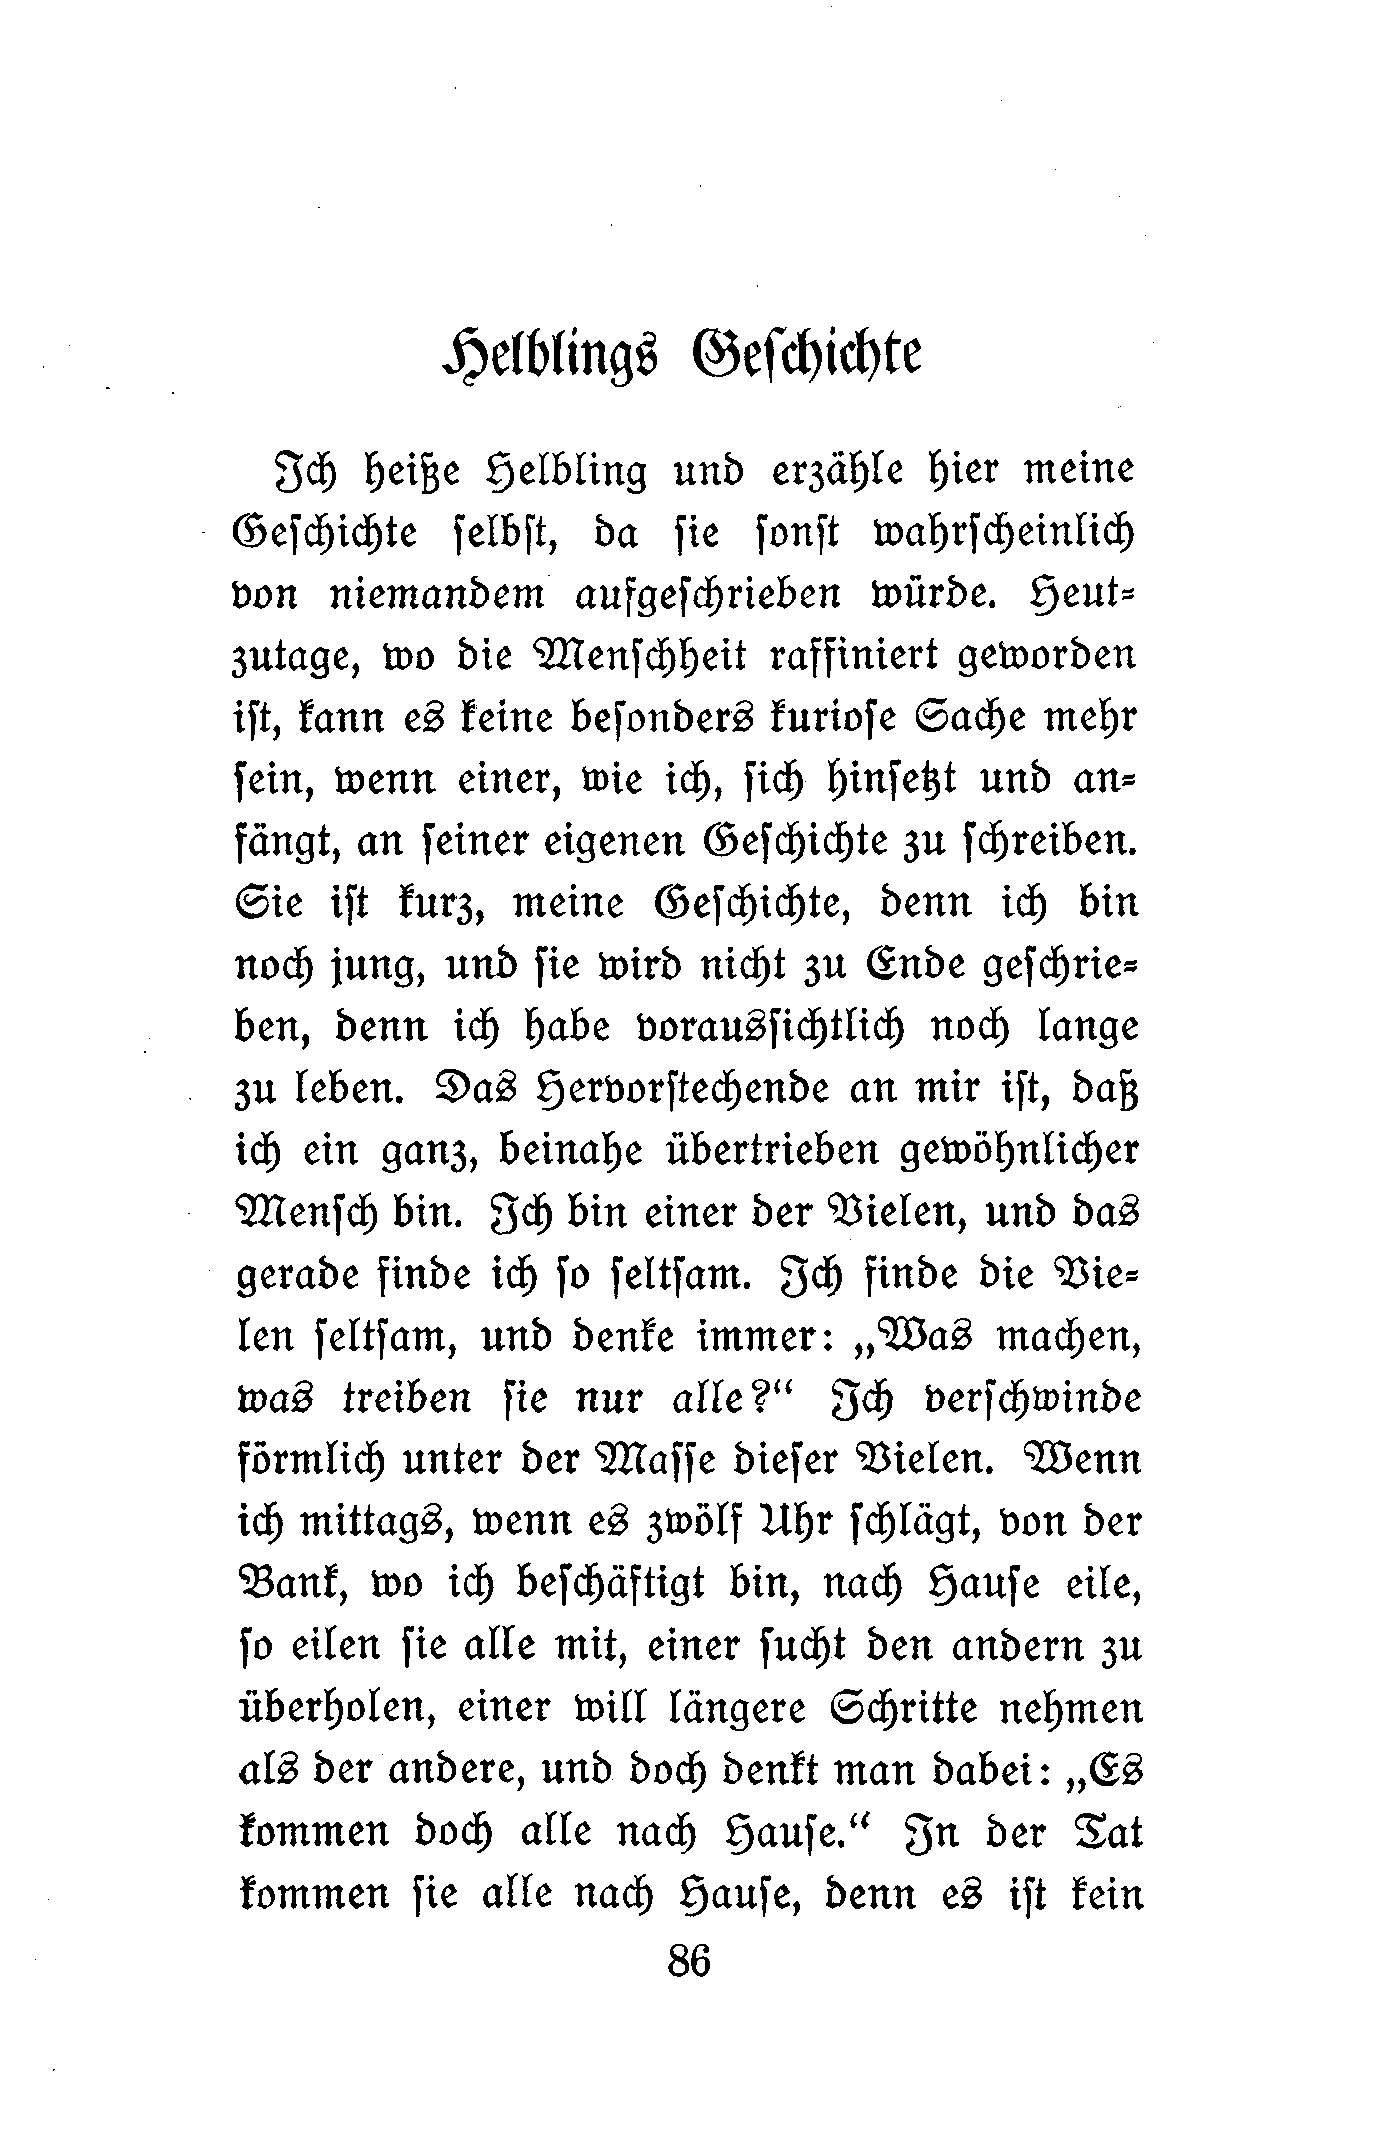 Helblings Geschichte
Ich heiße Helbling und erzähle hier meine
Geschichte selbst, da sie sonst wahrscheinlich
von niemandem aufgeschrieben würde. Heut-
zutage, wo die Menschheit raffiniert geworden
ist, kann es keine besonders kuriose Sache mehr
sein, wenn einer, wie ich, sich hinsetzt und an-
fängt, an seiner eigenen Geschichte zu schreiben.
Sie ist kurz, meine Geschichte, denn ich bin
noch jung, und sie wird nicht zu Ende geschrie-
ben, denn ich habe voraussichtlich noch lange
zu leben. Das Hervorstechende an mir ist, daß
ich ein ganz, beinahe übertrieben gewöhnlicher
Mensch bin. Ich bin einer der Vielen, und das
gerade finde ich so seltsam. Ich finde die Vie-
len seltsam, und denke immer: „Was machen,
was treiben sie nur alle?“ Ich verschwinde
förmlich unter der Masse dieser Vielen. Wenn
ich mittags, wenn es zwölf Uhr schlägt, von der
Bank, wo ich beschäftigt bin, nach Hause eile,
so eilen sie alle mit, einer sucht den andern zu
überholen, einer will längere Schritte nehmen
als der andere, und doch denkt man dabei: „Es
kommen doch alle nach Hause.“ In der Tat
kommen sie alle nach Hause, denn es ist kein
86